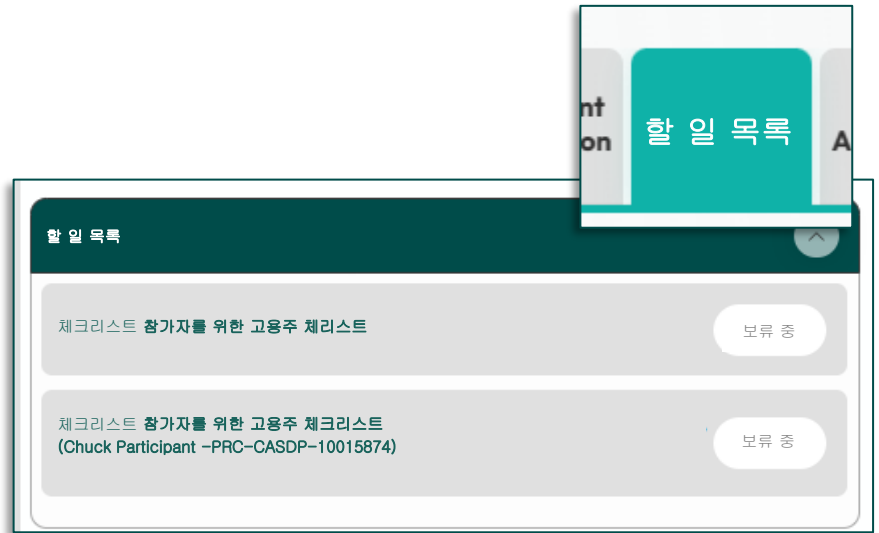 nt
on
할 일 목록
A
할 일 목록
체크리스트 참가자를 위한 고용주 체리스트
보류 중
체크리스트 참가자를 위한 고용주 체크리스트
(Chuck Participant -PRC-CASDP-10015874)
보류 중